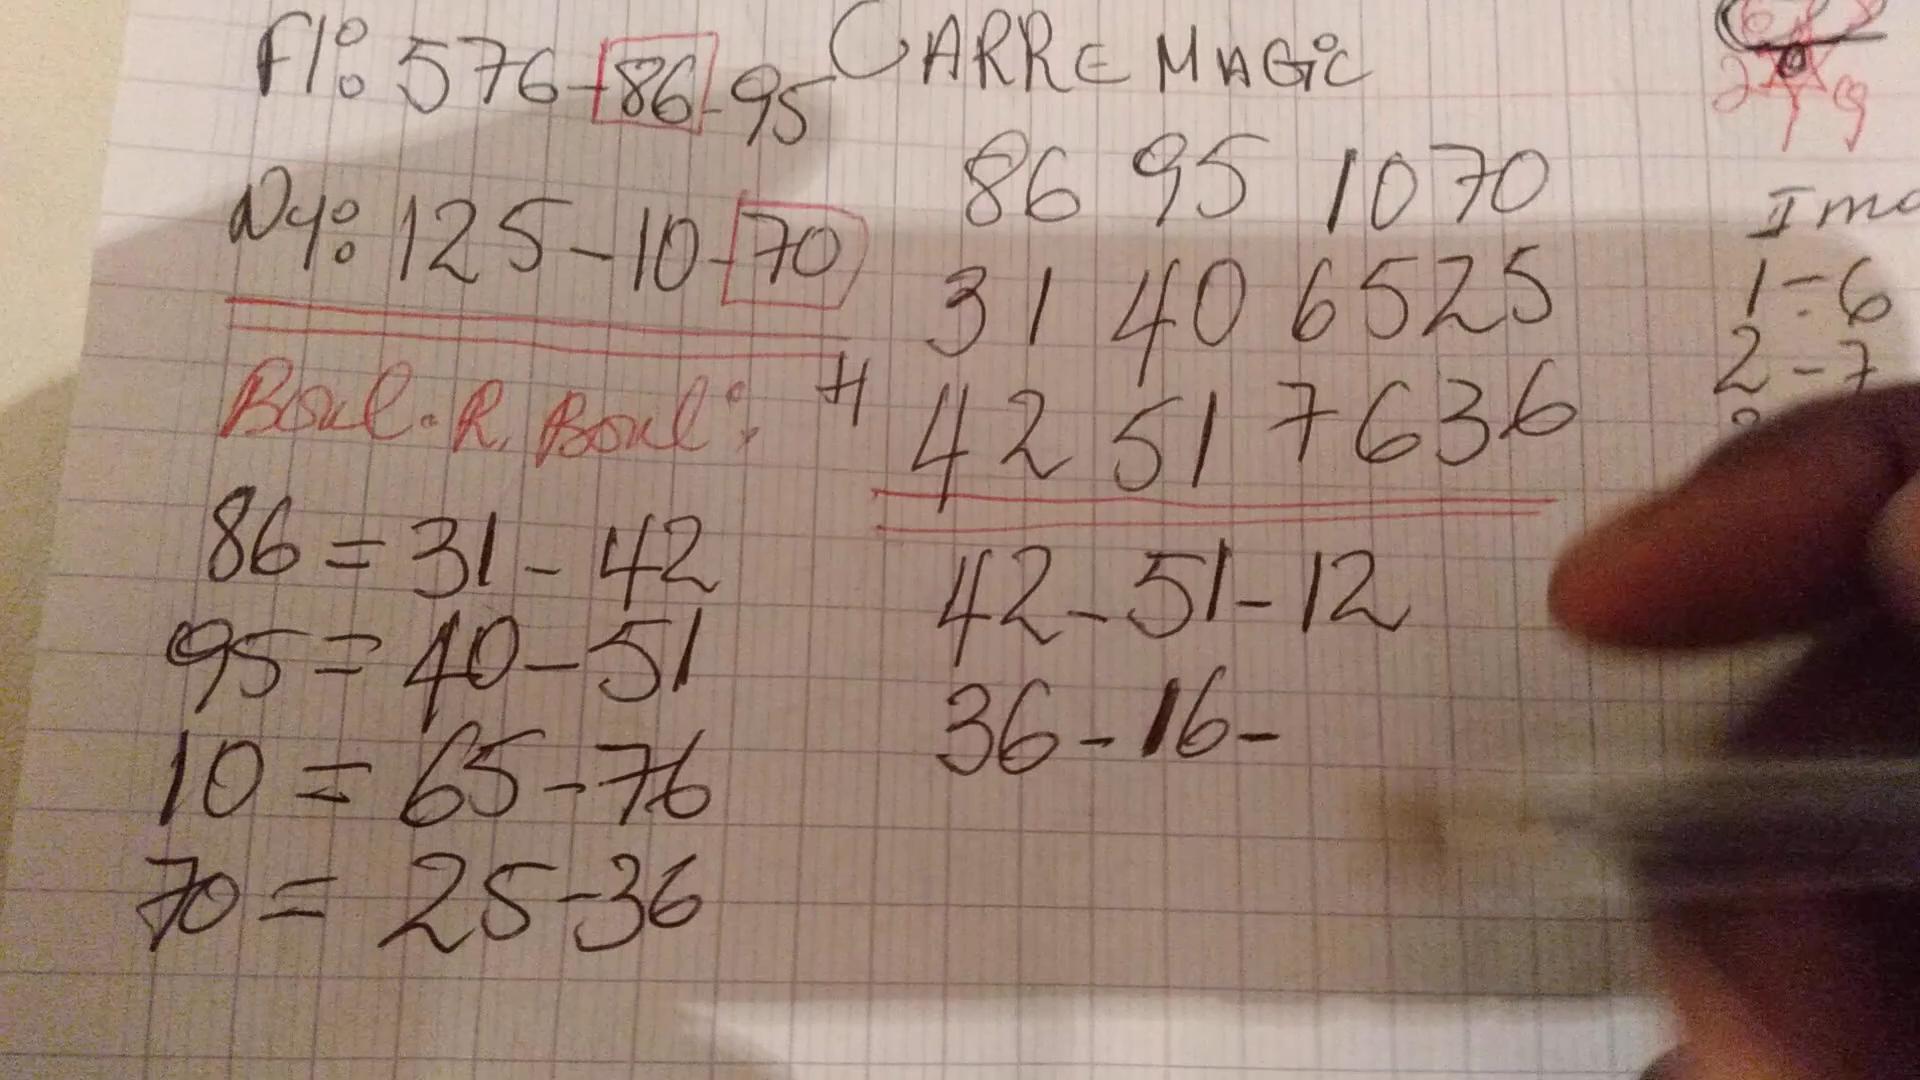 Fl: 576-86-95
Ny: 125-10-70
Boul. R. Boul:
86 = 31 - 42
95 = 40 - 51
10 = 65 - 76
70 = 25 - 36
CARRE MAGiC
86 95 10 70
31 40 65 25
+ 42 51 76 36
42 - 51 - 12
36 - 16 -
1 - 6
2 - 7